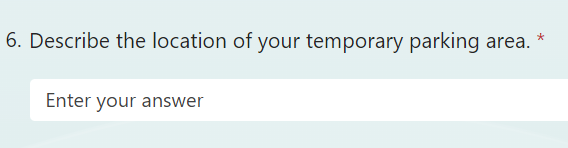 6. Describe the location of your temporary parking area. *
Enter your answer